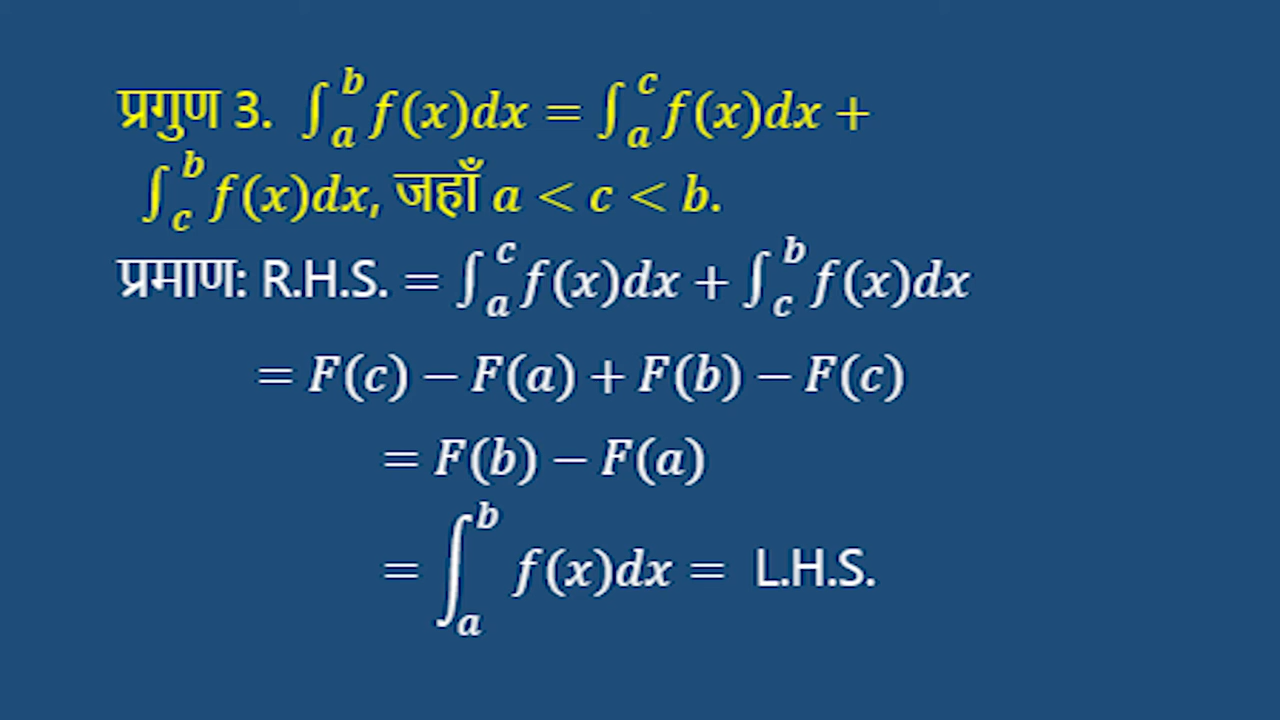 प्रगुण 3. ∫_a^b f(x)dx = ∫_a^c f(x)dx +
∫_c^b f(x)dx, जहाँ a < c < b.
प्रमाण: R.H.S. = ∫_a^c f(x)dx + ∫_c^b f(x)dx
= F(c) − F(a) + F(b) − F(c)
= F(b) − F(a)
= ∫_a^b f(x)dx = L.H.S.